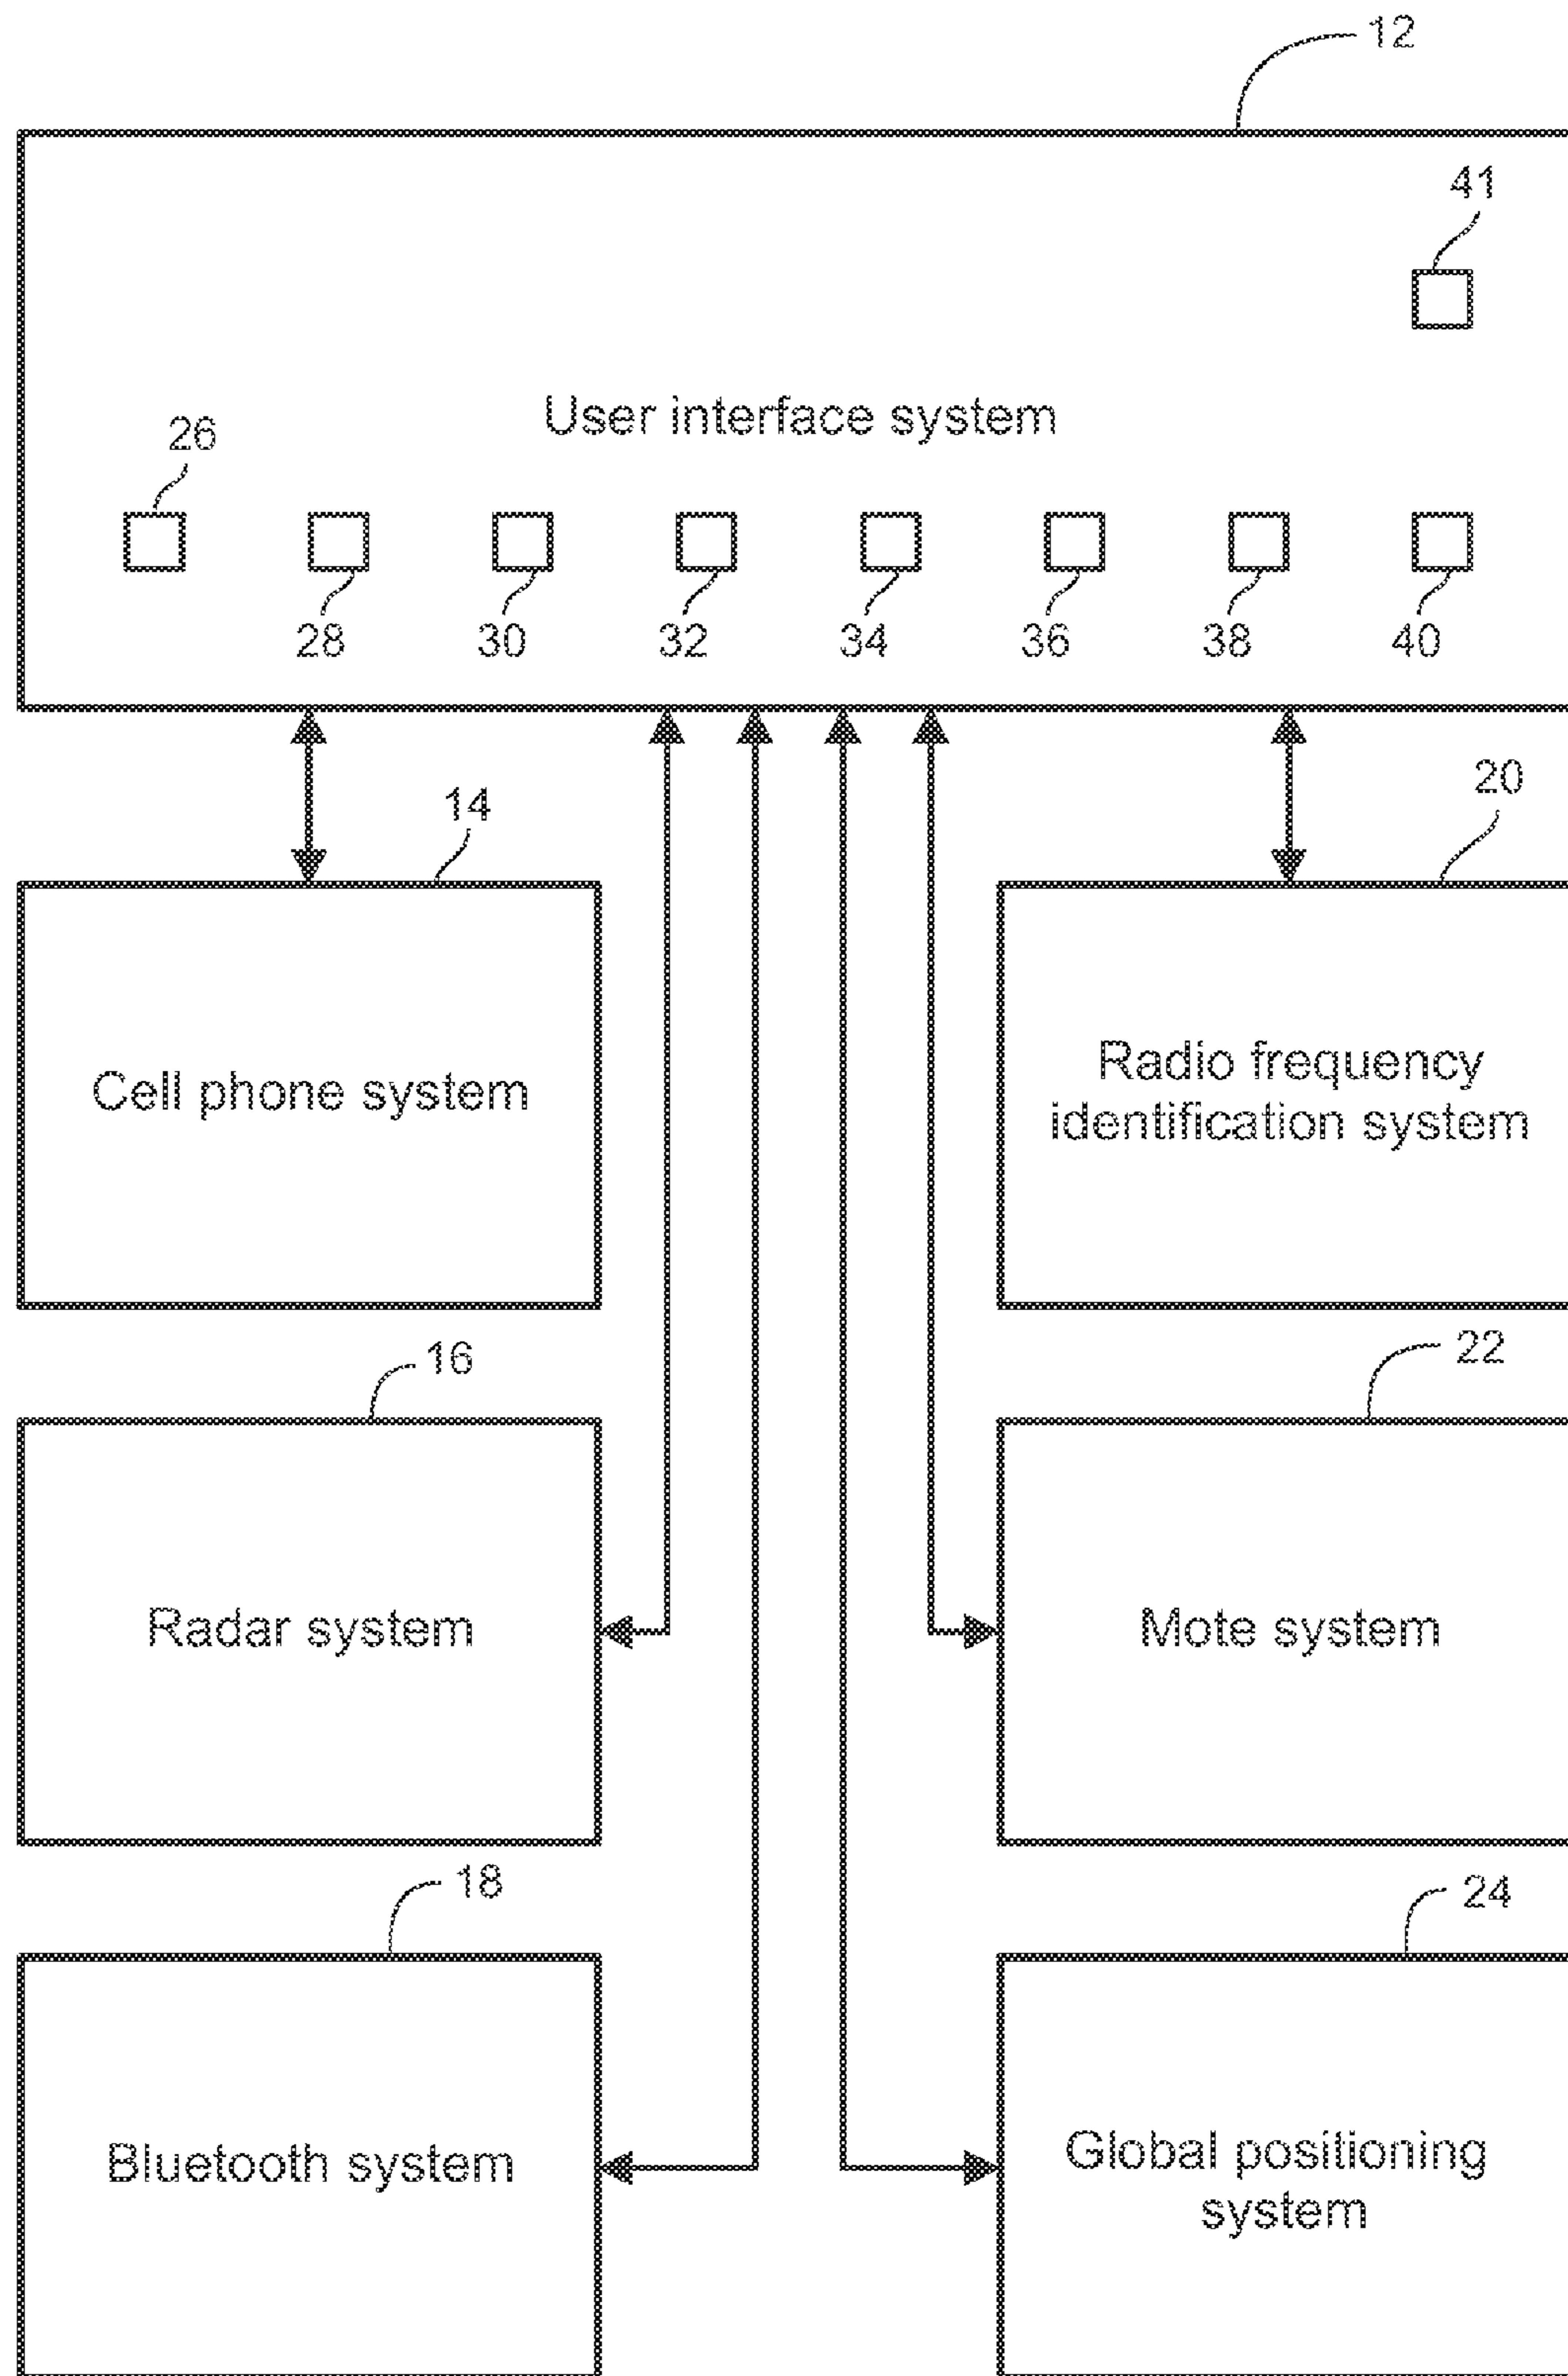 12
41
User interface system
26
28 30 32 34 36 38 40
14
20
Cell phone system
Radio frequency
identification system
16
22
Radar system
Mote system
18
24
Bluetooth system
Global positioning
system